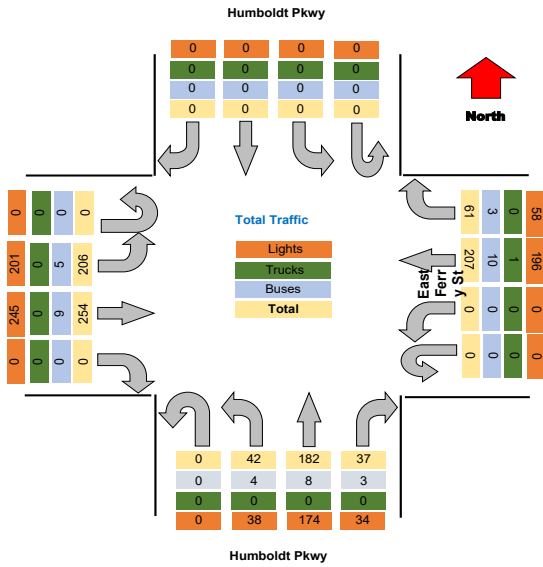 Humboldt Pkwy
0 0 0 0
0 0 0 0
0 0 0 0
0 0 0 0
North
0 0 0 0
201 0 5 206
245 0 9 254
0 0 0 0
Total Traffic
Lights
Trucks
Buses
Total
61 3 0 58
207 10 1 196
0 0 0 0
0 0 0 0
East
Ferr
y St
0 42 182 37
0 4 8 3
0 0 0 0
0 38 174 34
Humboldt Pkwy